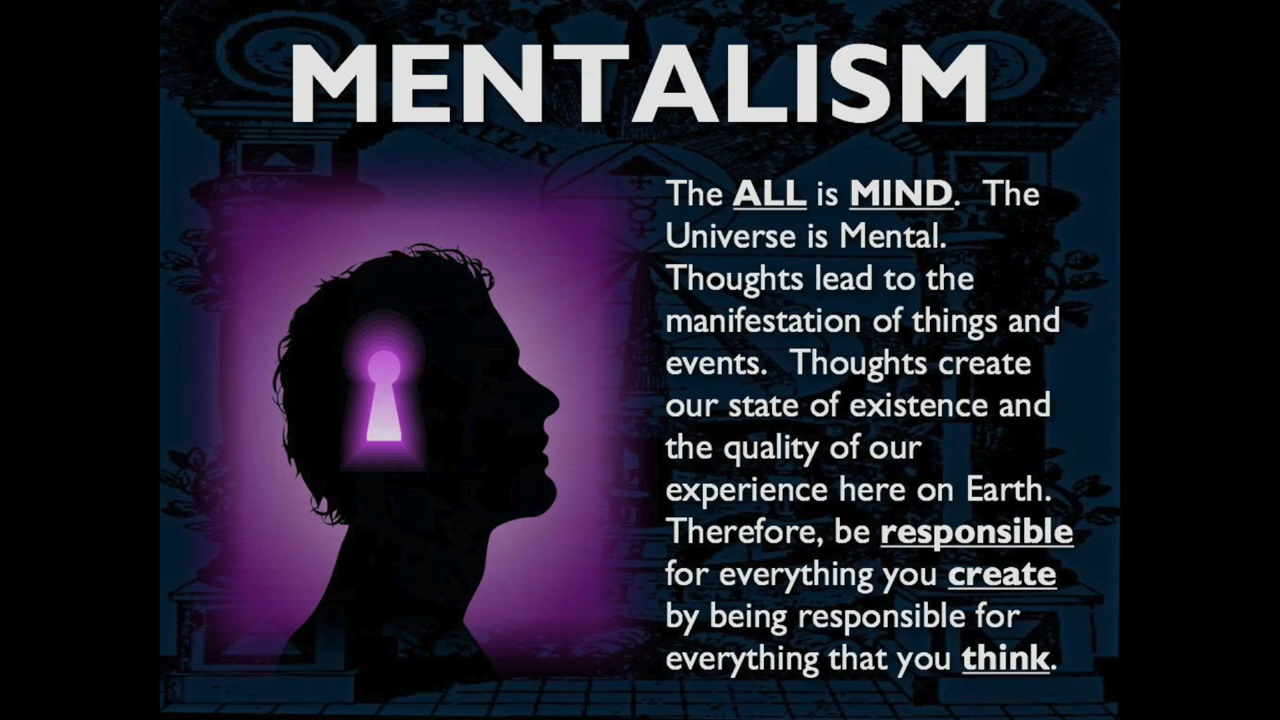 MENTALISM
The ALL is MIND. The
Universe is Mental.
Thoughts lead to the
manifestation of things and
events. Thoughts create
our state of existence and
the quality of our
experience here on Earth.
Therefore, be responsible
for everything you create
by being responsible for
everything that you think.